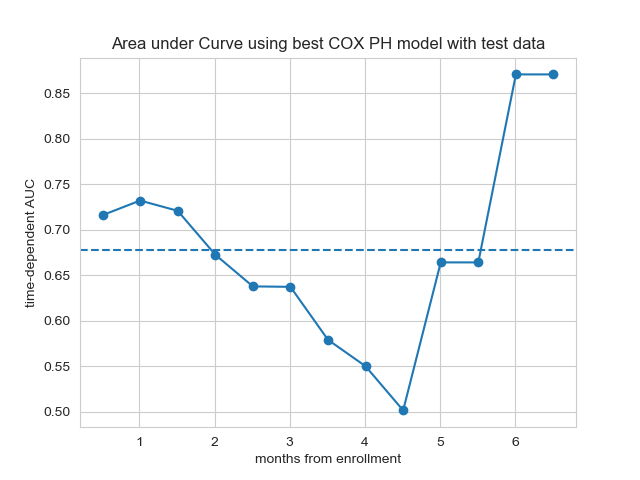 Area under Curve using best COX PH model with test data
time-dependent AUC
0.85
0.80
0.75
0.70
0.65
0.60
0.55
0.50
1 2 3 4 5 6
months from enrollment